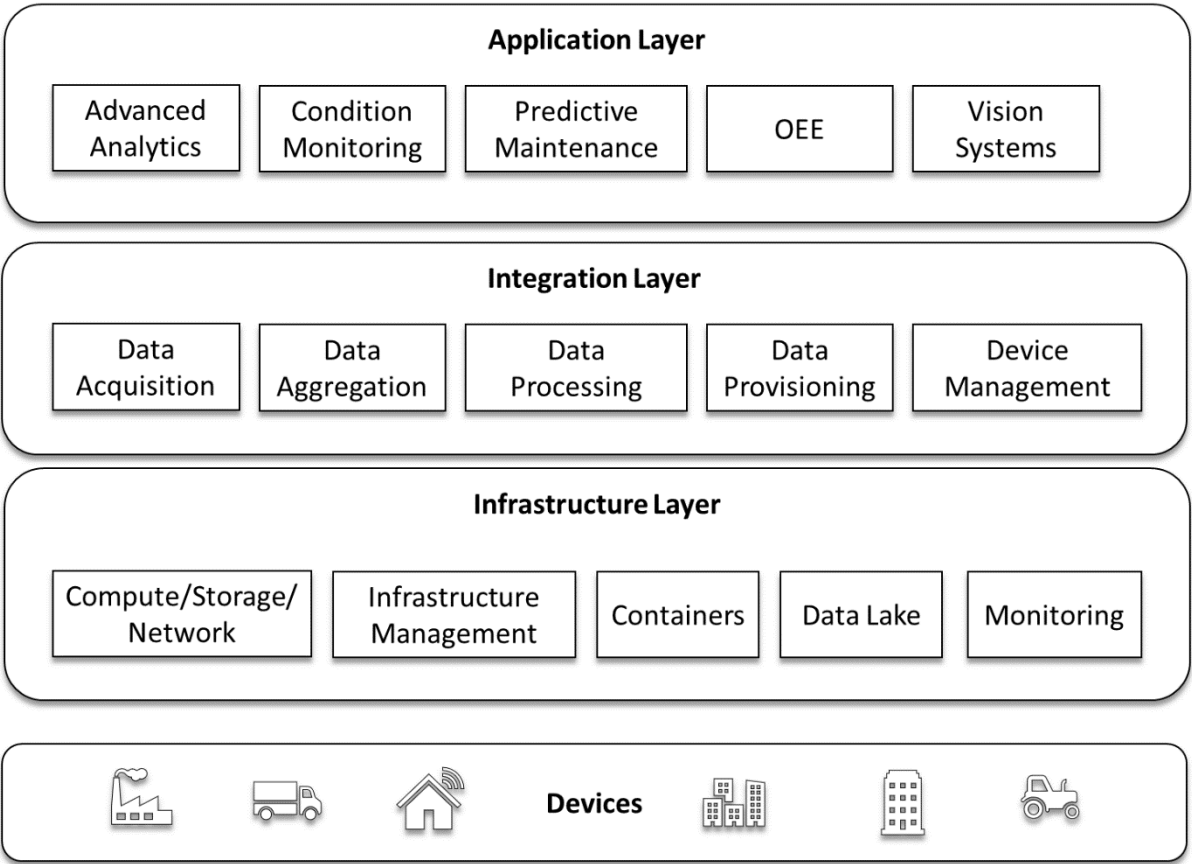 Application Layer
Advanced
Analytics
Condition
Monitoring
Predictive
Maintenance
OEE
Vision
Systems
Integration Layer
Data
Acquisition
Data
Aggregation
Data
Processing
Data
Provisioning
Device
Management
Infrastructure Layer
Compute/Storage/
Network
Infrastructure
Management
Containers
Data Lake
Monitoring
Devices